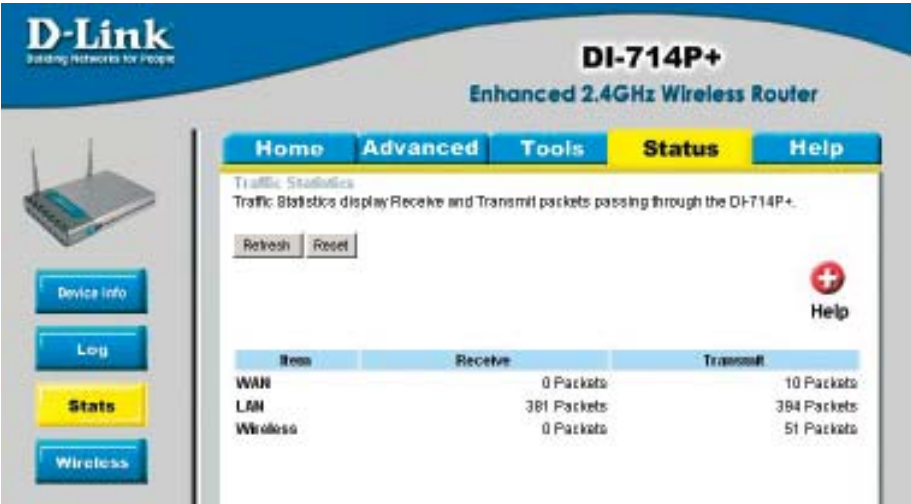 D-Link
Building Networks for People
DI-714P+
Enhanced 2.4GHz Wireless Router
Home Advanced Tools Status Help
Traffic Statistics
Traffic Statistics display Receive and Transmit packets passing through the DI-714P+.
Refresh Reset
Help
Device Info
Log
Stats
Wireless
Item Receive Transmit
WAN 0 Packets 10 Packets
LAN 381 Packets 394 Packets
Wireless 0 Packets 51 Packets